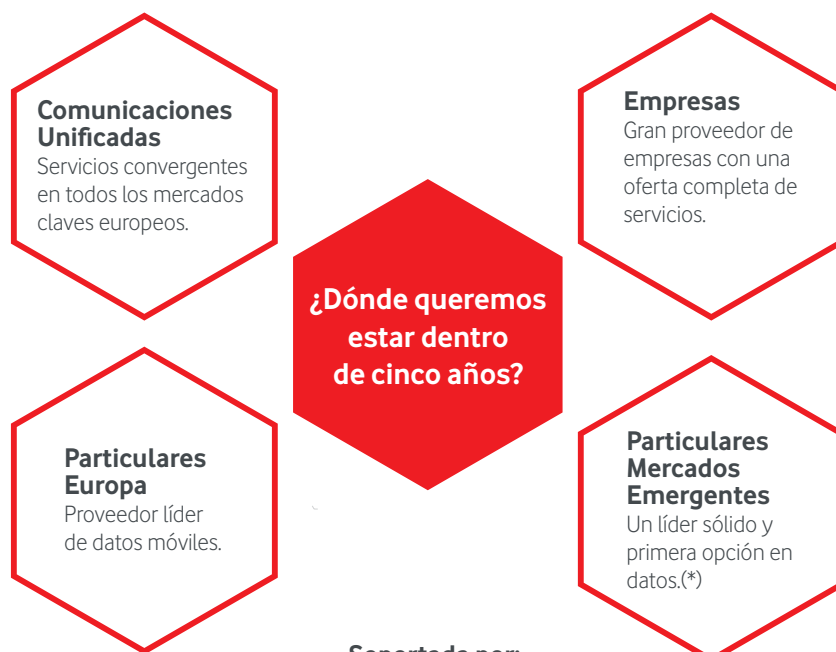 Comunicaciones
Unificadas
Servicios convergentes
en todos los mercados
claves europeos.
Empresas
Gran proveedor de
empresas con una
oferta completa de
servicios.
¿Dónde queremos
estar dentro
de cinco años?
Particulares
Europa
Proveedor líder
de datos móviles.
Particulares
Mercados
Emergentes
Un líder sólido y
primera opción en
datos.(*)
Soportado por: